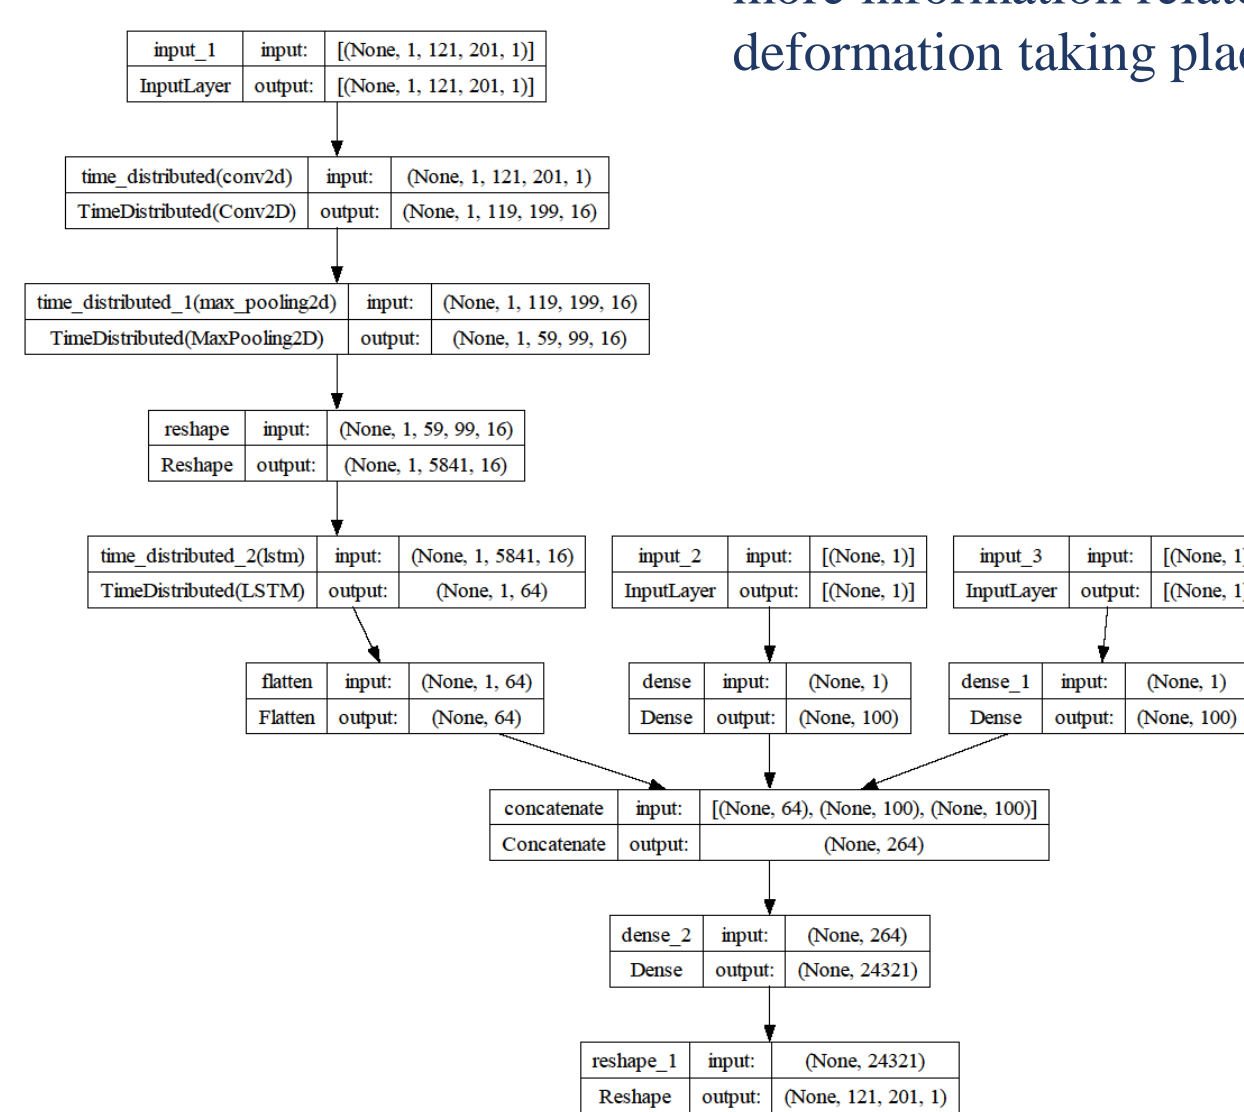 more information relate
deformation taking plac
input_1 input: [(None, 1, 121, 201, 1)]
InputLayer output: [(None, 1, 121, 201, 1)]
time_distributed(conv2d) input: (None, 1, 121, 201, 1)
TimeDistributed(Conv2D) output: (None, 1, 119, 199, 16)
time_distributed_1(max_pooling2d) input: (None, 1, 119, 199, 16)
TimeDistributed(MaxPooling2D) output: (None, 1, 59, 99, 16)
reshape input: (None, 1, 59, 99, 16)
Reshape output: (None, 1, 5841, 16)
time_distributed_2(lstm) input: (None, 1, 5841, 16)
TimeDistributed(LSTM) output: (None, 1, 64)
input_2 input: [(None, 1)]
InputLayer output: [(None, 1)]
input_3 input: [(None, 1)
InputLayer output: [(None, 1)
flatten input: (None, 1, 64)
Flatten output: (None, 64)
dense input: (None, 1)
Dense output: (None, 100)
dense_1 input: (None, 1)
Dense output: (None, 100)
concatenate input: [(None, 64), (None, 100), (None, 100)]
Concatenate output: (None, 264)
dense_2 input: (None, 264)
Dense output: (None, 24321)
reshape_1 input: (None, 24321)
Reshape output: (None, 121, 201, 1)